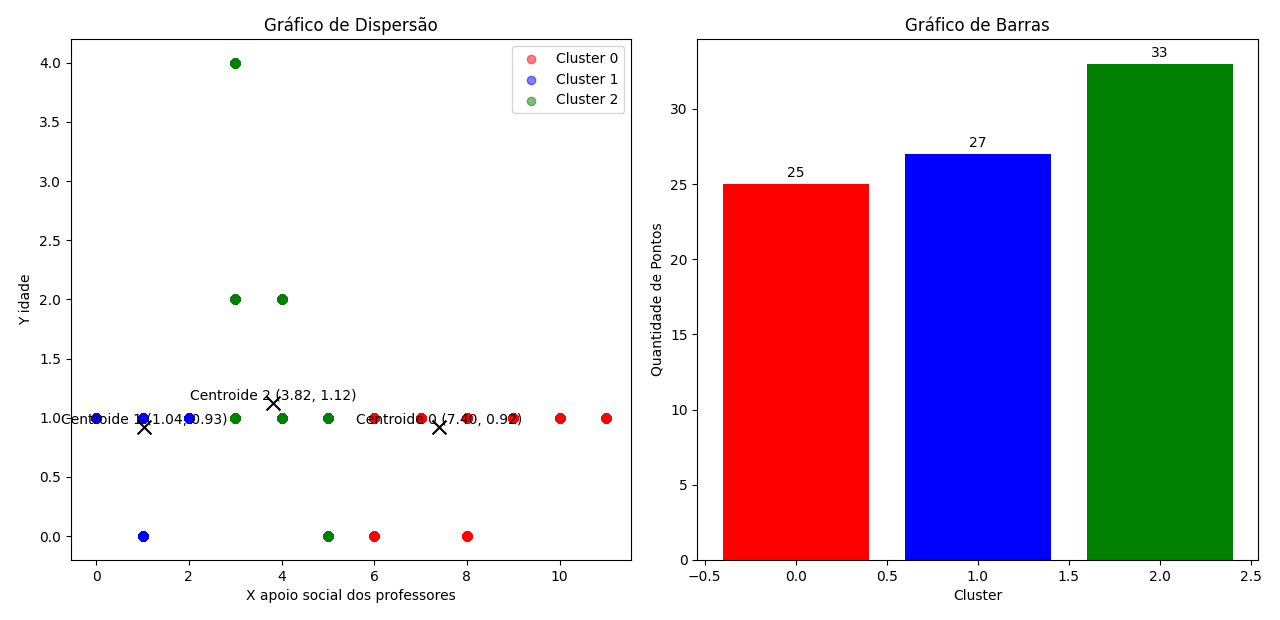 Gráfico de Dispersão
4.0
3.5
3.0
2.5
2.0
1.5
1.0
0.5
0.0
Y idade
Cluster 0
Cluster 1
Cluster 2
Centroide 2 (3.82, 1.12)
Centroide 1 (1.04, 0.93)
Centroide 0 (7.40, 0.92)
0 2 4 6 8 10
X apoio social dos professores
Gráfico de Barras
30
25
20
15
10
5
0
Quantidade de Pontos
25
27
33
−0.5 0.0 0.5 1.0 1.5 2.0 2.5
Cluster